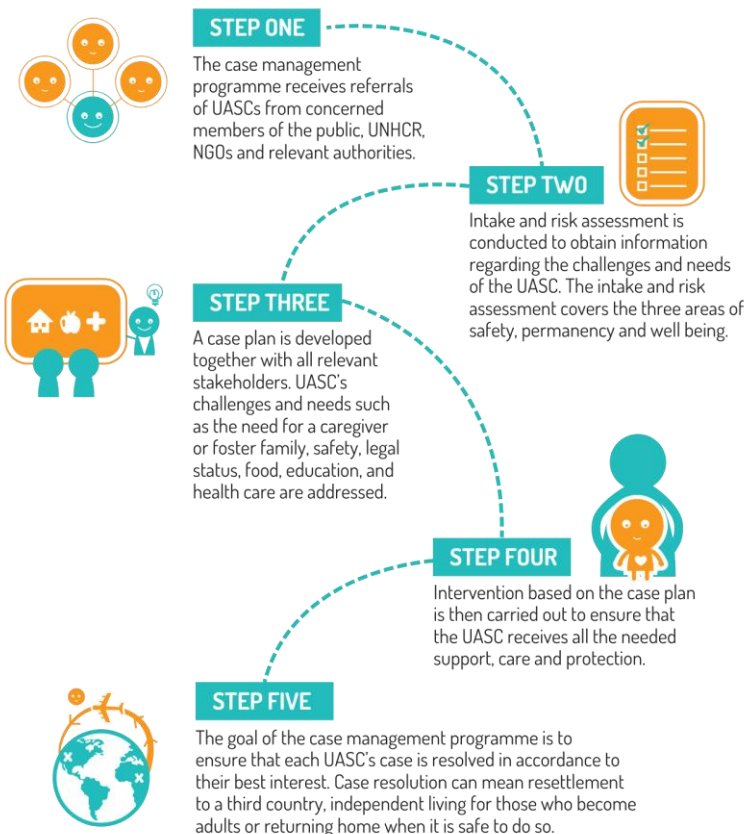 STEP ONE
The case management
programme receives referrals
of UASCs from concerned
members of the public, UNHCR,
NGOs and relevant authorities.
STEP TWO
Intake and risk assessment is
conducted to obtain information
regarding the challenges and needs
of the UASC. The intake and risk
assessment covers the three areas of
safety, permanency and well being.
STEP THREE
A case plan is developed
together with all relevant
stakeholders. UASC's
challenges and needs such
as the need for a caregiver
or foster family, safety, legal
status, food, education, and
health care are addressed.
STEP FOUR
Intervention based on the case plan
is then carried out to ensure that
the UASC receives all the needed
support, care and protection.
STEP FIVE
The goal of the case management programme is to
ensure that each UASC's case is resolved in accordance to
their best interest. Case resolution can mean resettlement
to a third country, independent living for those who become
adults or returning home when it is safe to do so.